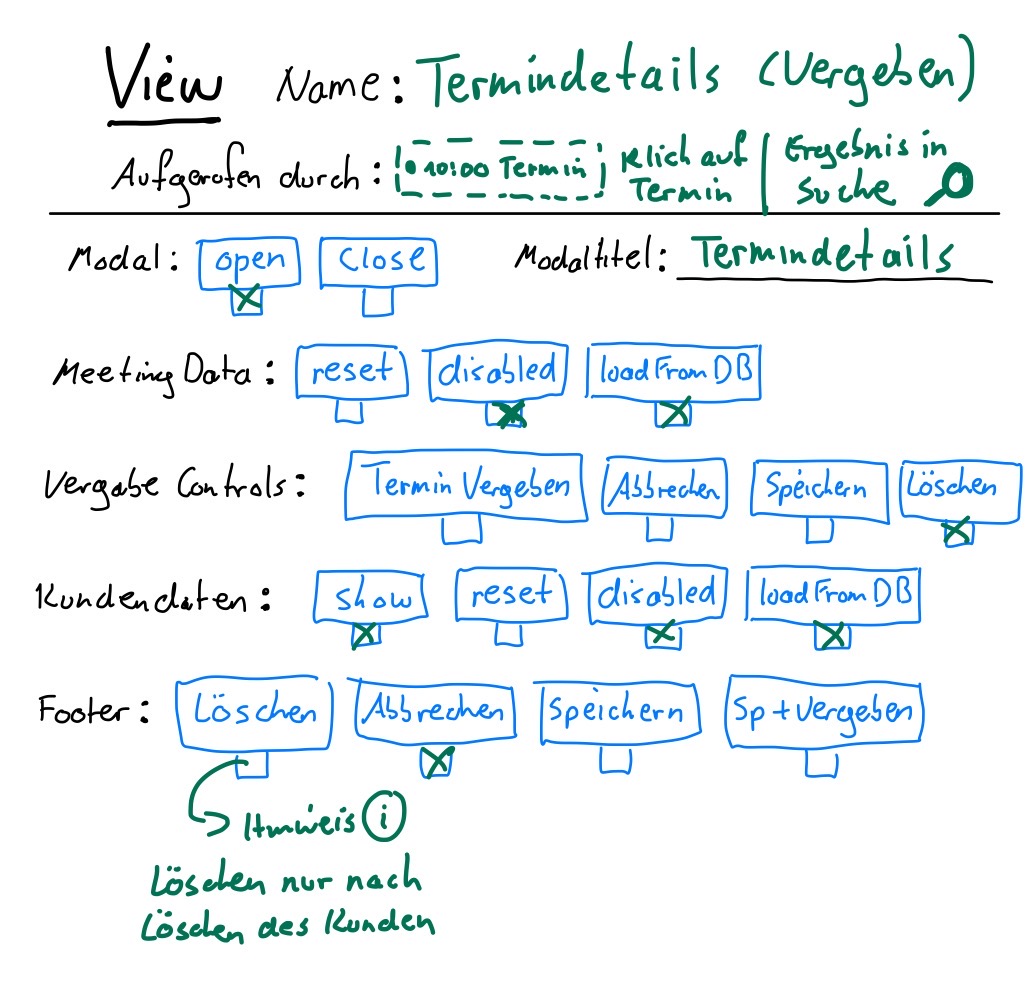 View Name: Termindetails (Vergeben)
Aufgerufen durch: 10:00 Termin Klick auf Termin | Ergebnis in Suche
Modal: open close Modaltitel: Termindetails
Meeting Data: reset disabled loadFromDB
Vergabe Controls: Termin Vergeben Abbrechen Speichern Löschen
Kundendaten: show reset disabled loadFromDB
Footer: Löschen Abbrechen Speichern Sp+Vergeben
Hinweis i
Löschen nur nach
Löschen des Kunden